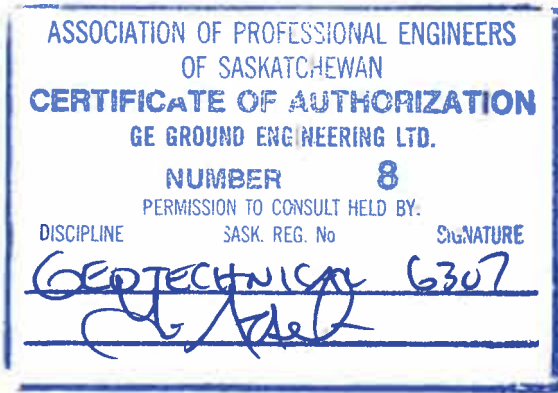 ASSOCIATION OF PROFESSIONAL ENGINEERS
OF SASKATCHEWAN
CERTIFICATE OF AUTHORIZATION
GE GROUND ENGINEERING LTD.
NUMBER 8
PERMISSION TO CONSULT HELD BY:
DISCIPLINE SASK. REG. No SIGNATURE
GEOTECHNICAL 6307